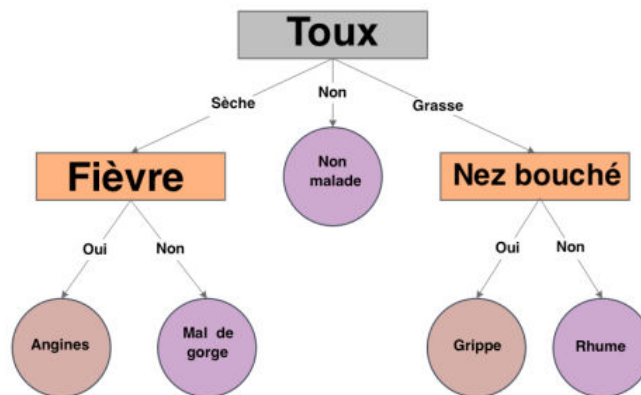 Toux
Sèche
Non
Grasse
Non
malade
Fièvre
Nez bouché
Oui
Non
Oui
Non
Angines
Mal de
gorge
Grippe
Rhume